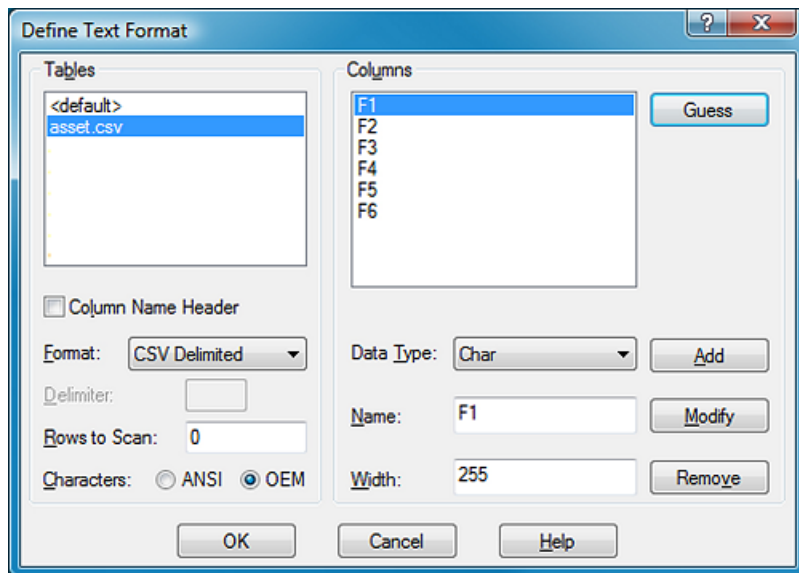 Define Text Format
?
X
Tables
<default>
asset.csv
Column Name Header
Format: CSV Delimited
Delimiter:
Rows to Scan: 0
Characters: ANSI OEM
Columns
F1
F2
F3
F4
F5
F6
Guess
Data Type: Char
Add
Name: F1
Modify
Width: 255
Remove
OK
Cancel
Help